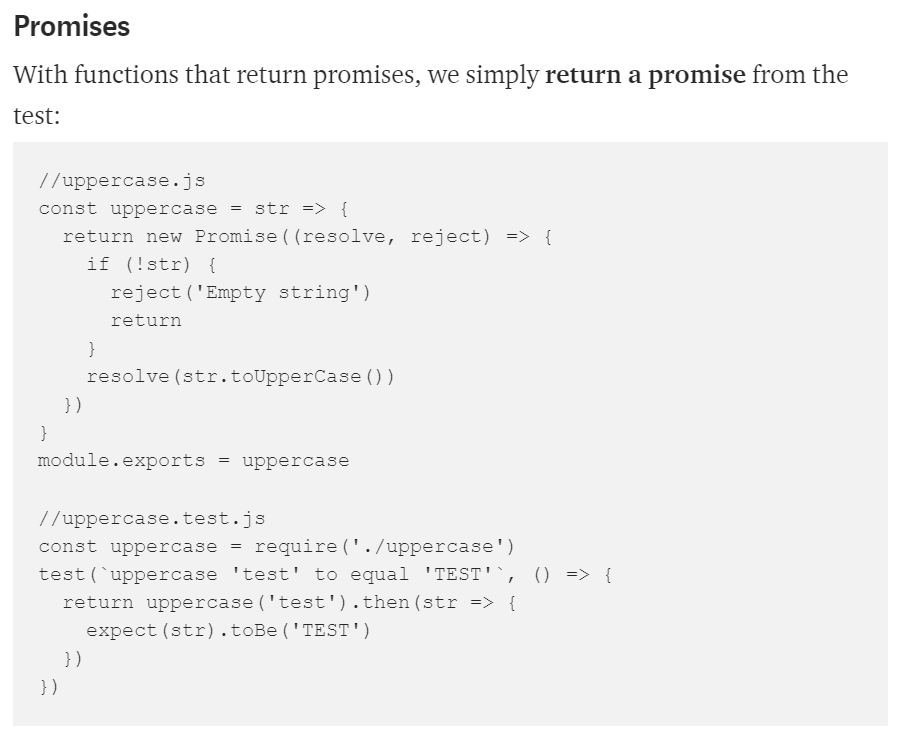 Promises
With functions that return promises, we simply return a promise from the
test:
//uppercase.js
const uppercase = str => {
  return new Promise((resolve, reject) => {
    if (!str) {
      reject('Empty string')
      return
    }
    resolve(str.toUpperCase())
  })
}
module.exports = uppercase

//uppercase.test.js
const uppercase = require('./uppercase')
test(`uppercase 'test' to equal 'TEST'`, () => {
  return uppercase('test').then(str => {
    expect(str).toBe('TEST')
  })
})